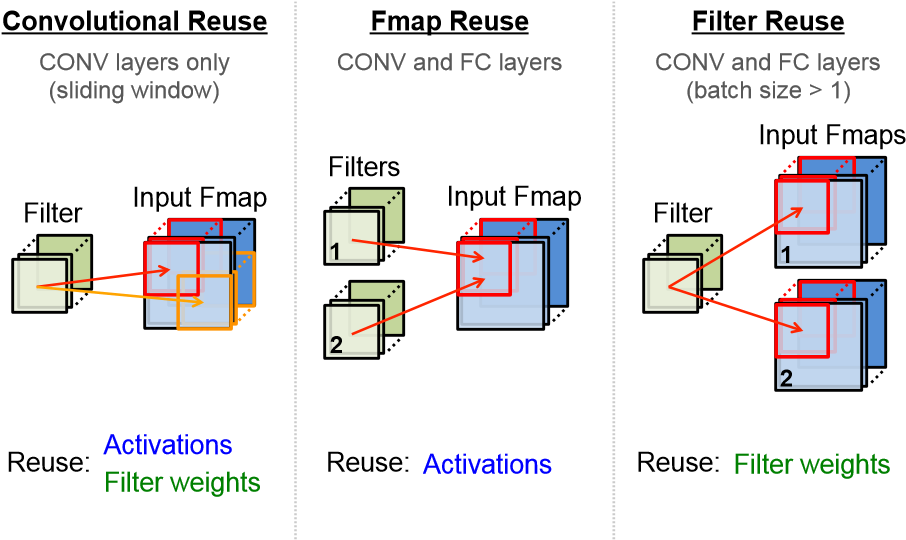 Convolutional Reuse
CONV layers only
(sliding window)
Filter
Input Fmap
Reuse: Activations
Filter weights
Fmap Reuse
CONV and FC layers
Filters
Input Fmap
1
2
Reuse: Activations
Filter Reuse
CONV and FC layers
(batch size > 1)
Input Fmaps
Filter
1
2
Reuse: Filter weights